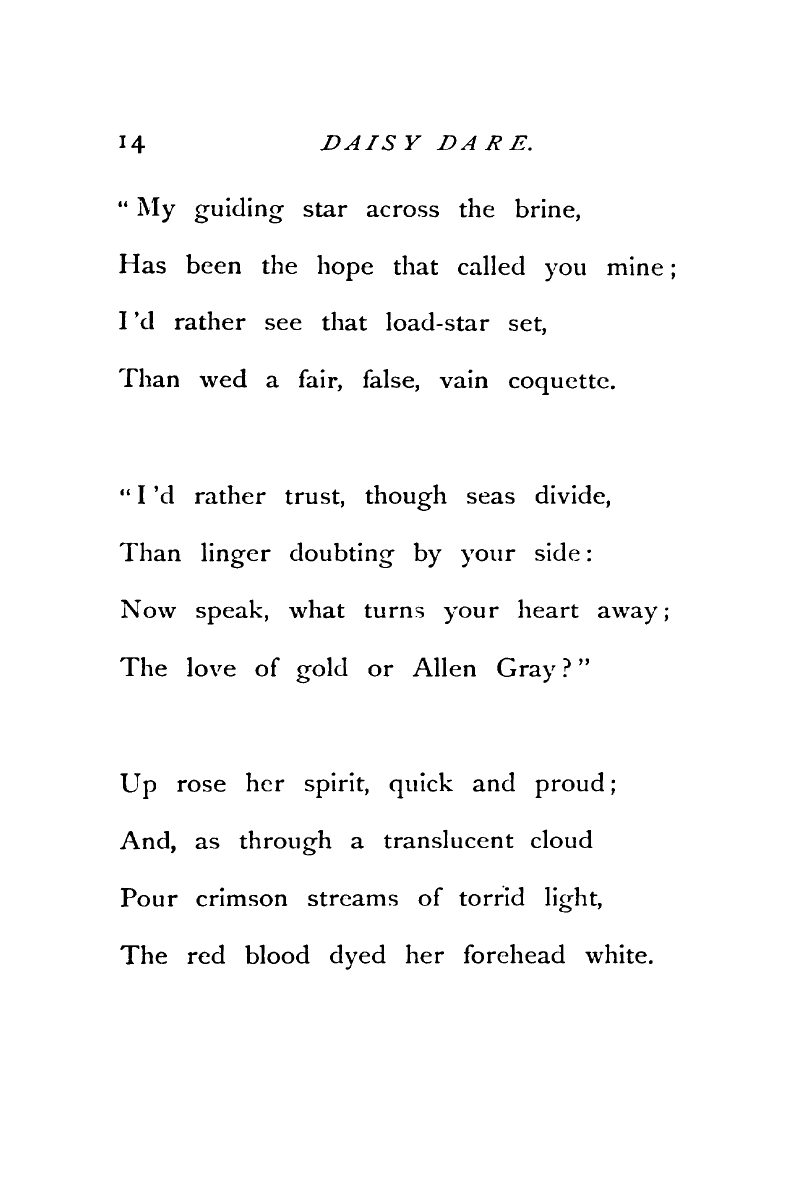 14 DAISY DARE.
“ My guiding star across the brine,
Has been the hope that called you mine ;
I ’d rather see that load-star set,
Than wed a fair, false, vain coquette.
“ I ’d rather trust, though seas divide,
Than linger doubting by your side :
Now speak, what turns your heart away ;
The love of gold or Allen Gray ? ”
Up rose her spirit, quick and proud ;
And, as through a translucent cloud
Pour crimson streams of torrid light,
The red blood dyed her forehead white.